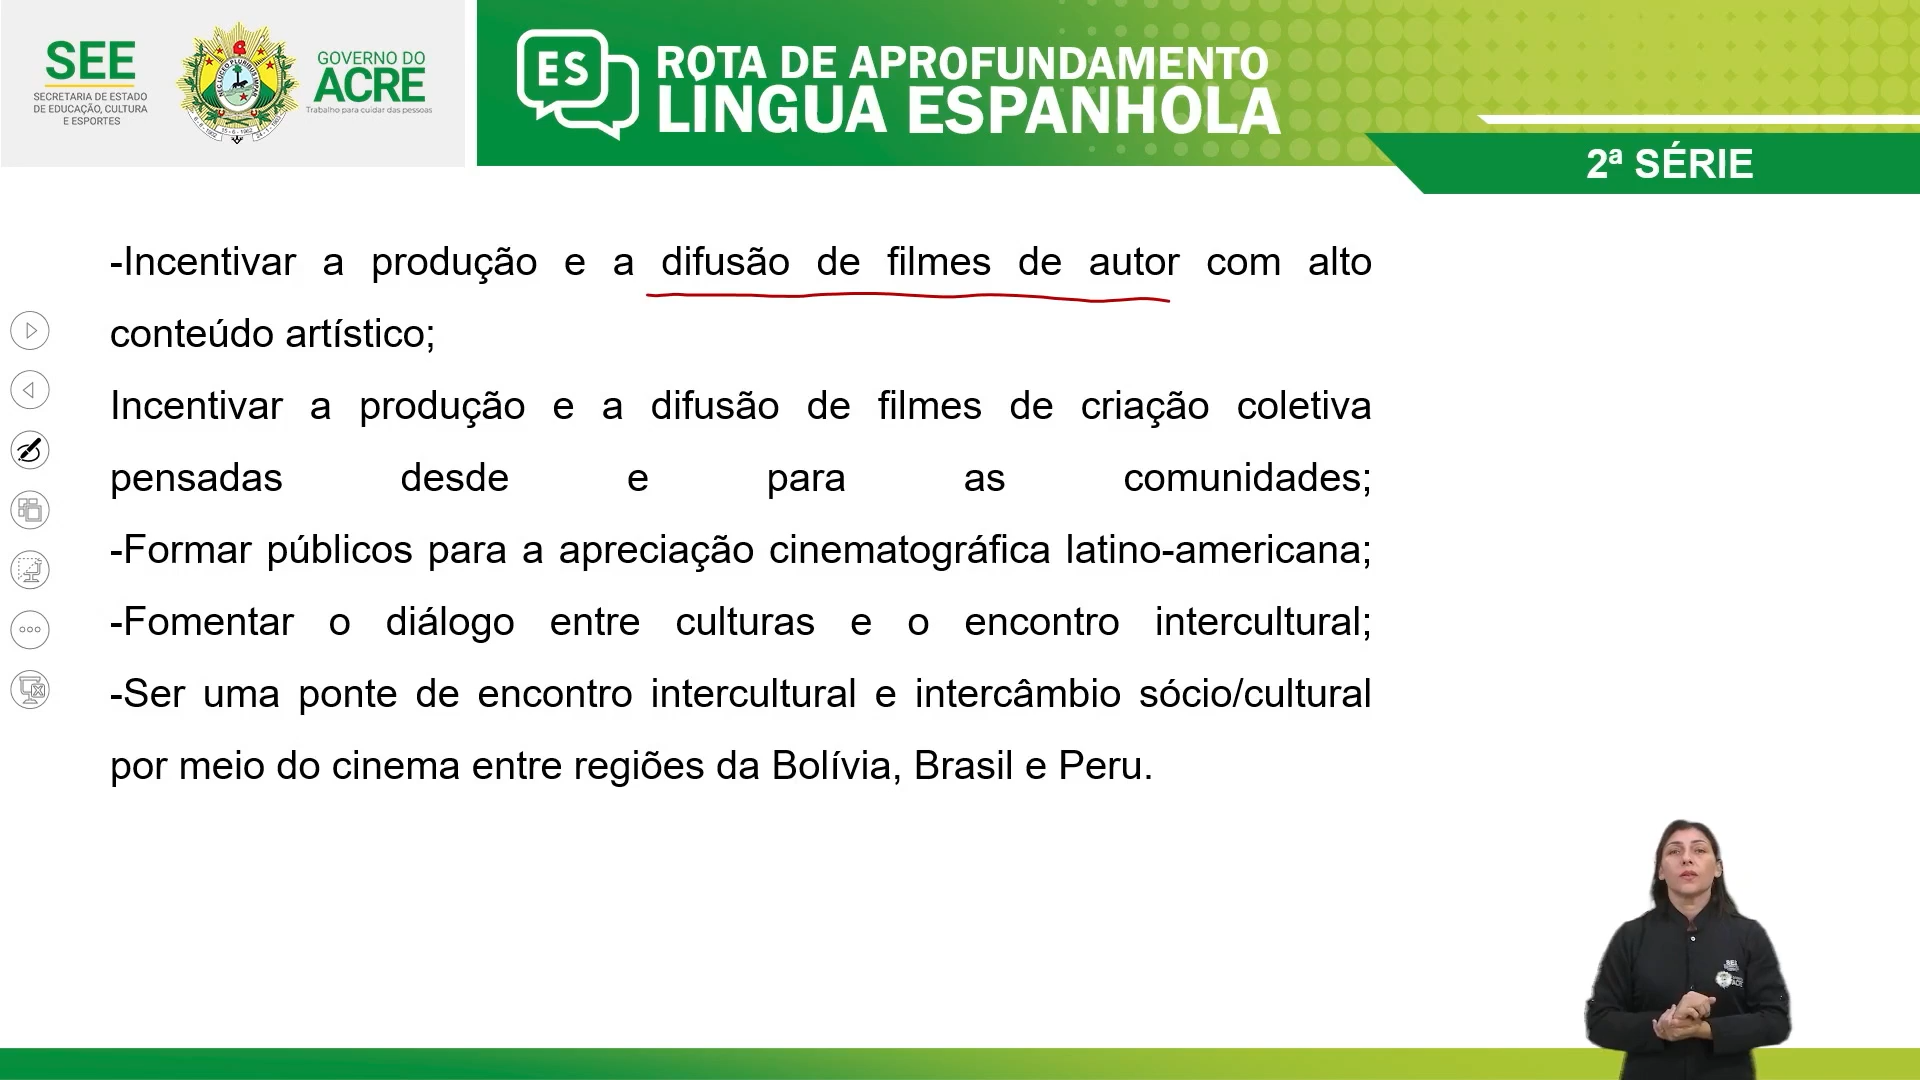 SEE
SECRETARIA DE ESTADO
DE EDUCAÇÃO, CULTURA
E ESPORTES
GOVERNO DO
ACRE
Trabalho para cuidar das pessoas
ES
ROTA DE APROFUNDAMENTO
LÍNGUA ESPANHOLA
2ª SÉRIE
-Incentivar a produção e a difusão de filmes de autor com alto
conteúdo artístico;
Incentivar a produção e a difusão de filmes de criação coletiva
pensadas desde e para as comunidades;
-Formar públicos para a apreciação cinematográfica latino-americana;
-Fomentar o diálogo entre culturas e o encontro intercultural;
-Ser uma ponte de encontro intercultural e intercâmbio sócio/cultural
por meio do cinema entre regiões da Bolívia, Brasil e Peru.